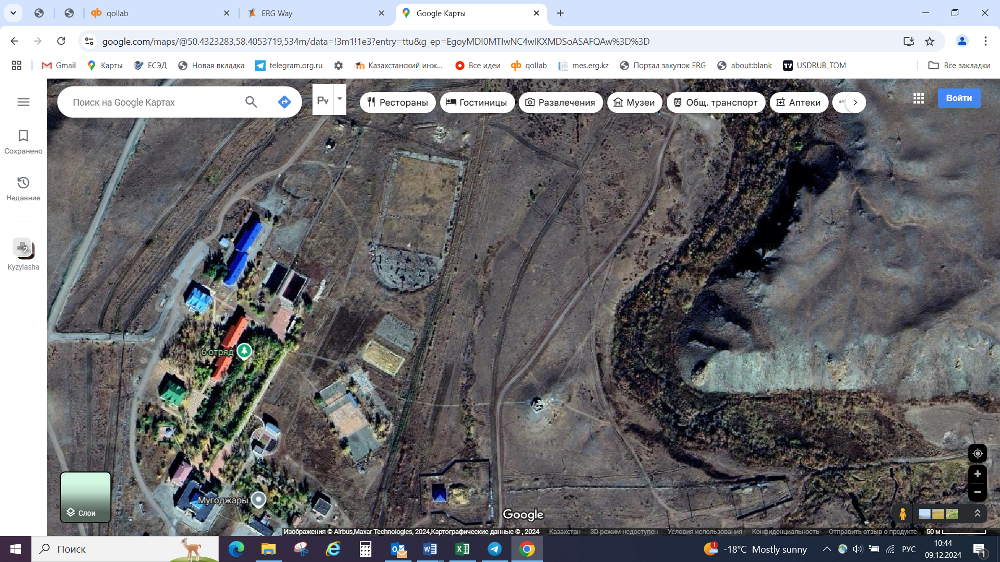 qollab
ERG Way
Google Карты
google.com/maps/@50.4323283,58.4053719,534m/data=!3m1!1e3?entry=ttu&g_ep=EgoyMDI0MTIwNC4wIKXMDSoASAFQAw%3D%3D
Gmail
Карты
ЕСЭД
Новая вкладка
telegram.org.ru
Казахстанский инж...
Все идеи
qollab
mes.erg.kz
Портал закупок ERG
about:blank
USDRUB_TOM
Все закладки
Поиск на Google Картах
Ру
Рестораны
Гостиницы
Развлечения
Музеи
Общ. транспорт
Аптеки
Войти
Сохранено
Недавние
2
Kyzylasha
6 отряд
Мугоджары
Слои
Google
Изображения © Airbus,Maxar Technologies, 2024,Картографические данные © , 2024
Казахстан
3D-режим недоступен
Условия использования
Конфиденциальность
Отправить отзыв о продукте
50 м
Поиск
1
-18°C Mostly sunny
РУС
10:44
09.12.2024
1